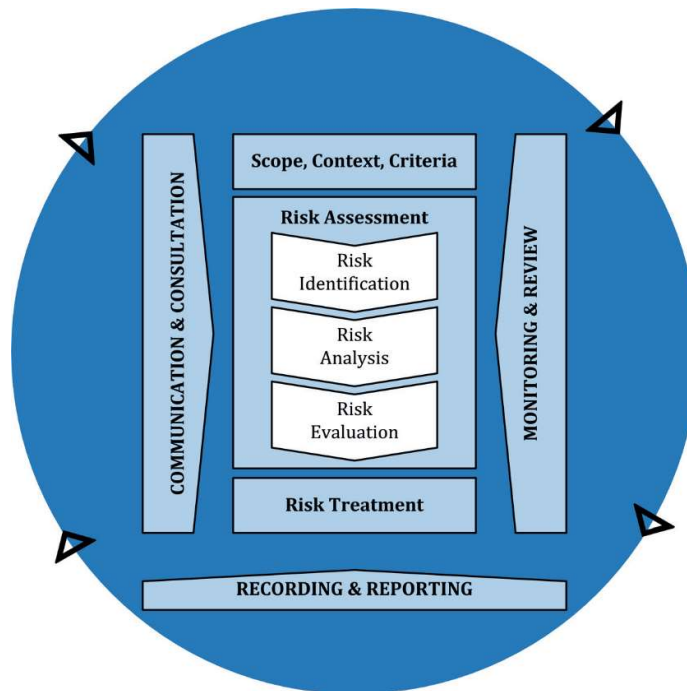 Scope, Context, Criteria
COMMUNICATION & CONSULTATION
Risk Assessment
Risk
Identification
Risk
Analysis
Risk
Evaluation
MONITORING & REVIEW
Risk Treatment
RECORDING & REPORTING